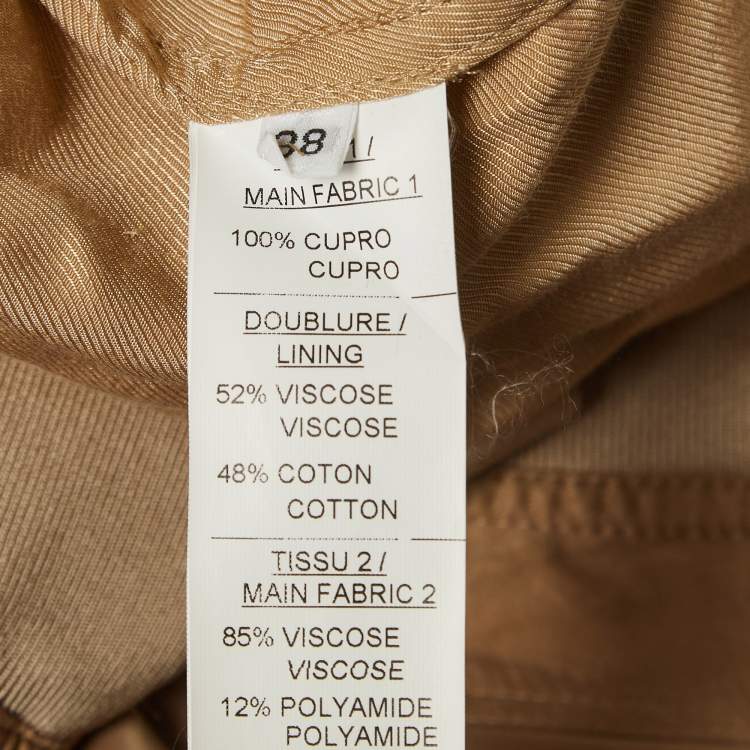 38
1 /
MAIN FABRIC 1
100% CUPRO
CUPRO
DOUBLURE /
LINING
52% VISCOSE
VISCOSE
48% COTON
COTTON
TISSU 2 /
MAIN FABRIC 2
85% VISCOSE
VISCOSE
12% POLYAMIDE
POLYAMIDE